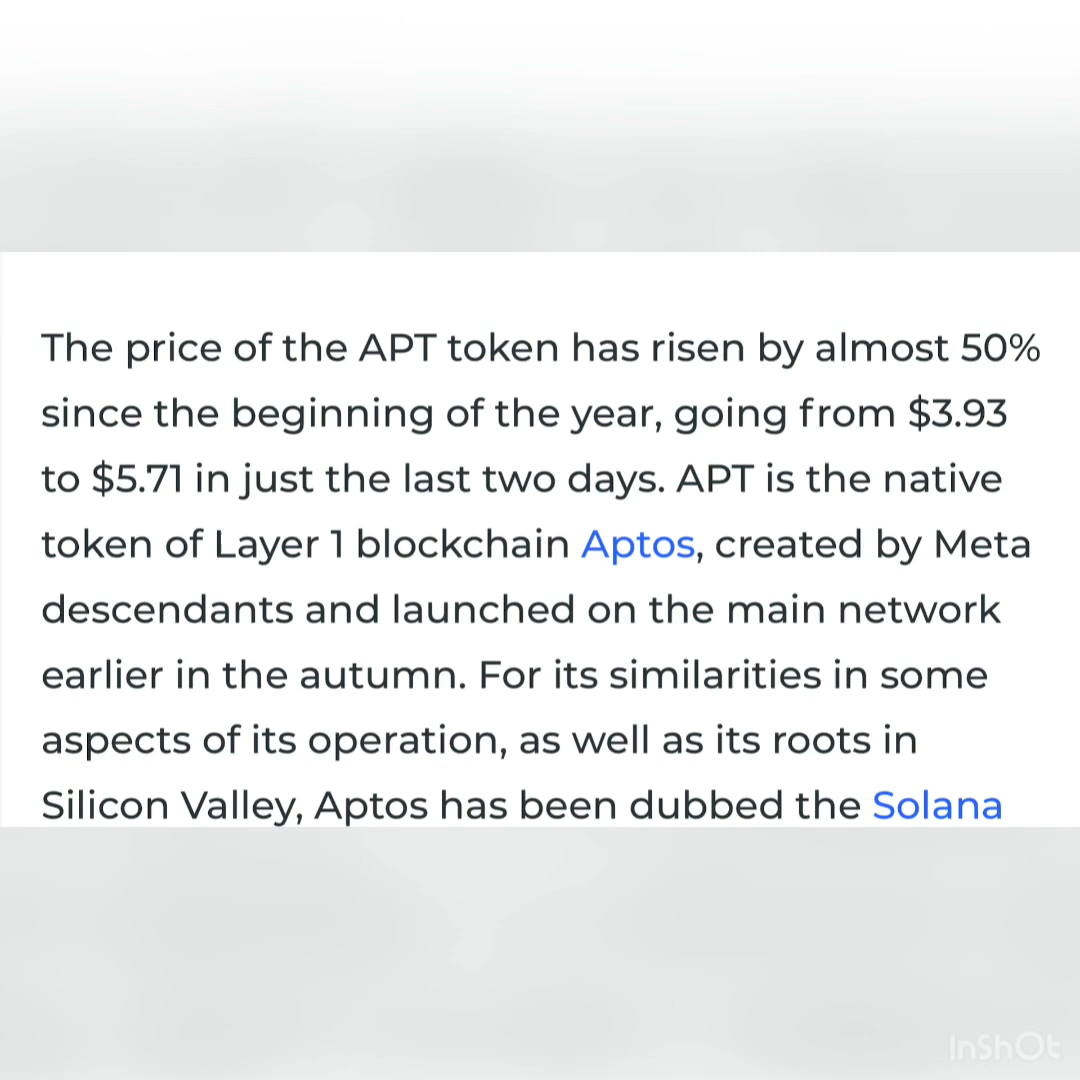 The price of the APT token has risen by almost 50%
since the beginning of the year, going from $3.93
to $5.71 in just the last two days. APT is the native
token of Layer 1 blockchain Aptos, created by Meta
descendants and launched on the main network
earlier in the autumn. For its similarities in some
aspects of its operation, as well as its roots in
Silicon Valley, Aptos has been dubbed the Solana
InShOt